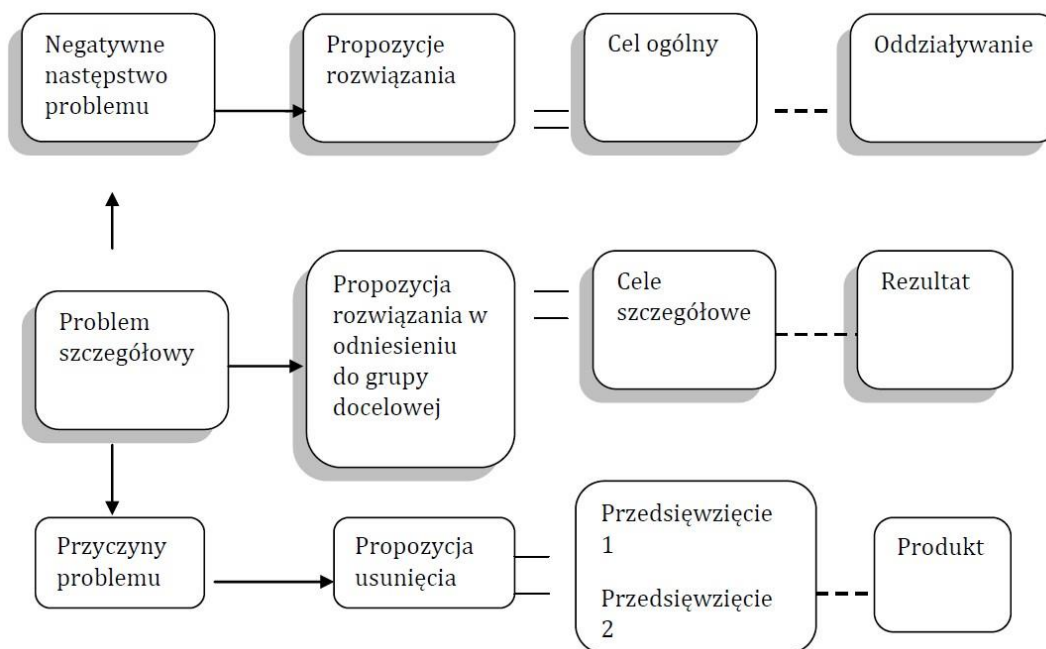 Negatywne
następstwo
problemu
Propozycje
rozwiązania
Cel ogólny
Oddziaływanie
Problem
szczegółowy
Propozycja
rozwiązania w
odniesieniu
do grupy
docelowej
Cele
szczegółowe
Rezultat
Przyczyny
problemu
Propozycja
usunięcia
Przedsięwzięcie
1
Przedsięwzięcie
2
Produkt